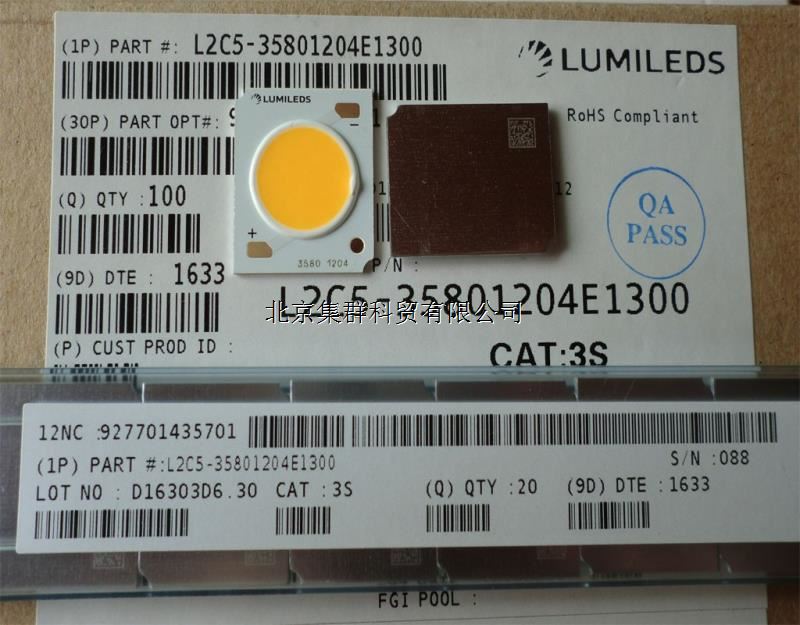 (1P) PART #: L2C5-35801204E1300
LUMILEDS
(30P) PART OPT#: 9
RoHS Compliant
LUMILEDS
−
(Q) QTY : 100
12
QA
PASS
+
3580 1204
(9D) DTE : 1633
P/N :
L2C5-35801204E1300
北京集群科贸有限公司
(P) CUST PROD ID :
CAT:3S
12NC :927701435701
(1P) PART #:L2C5-35801204E1300
S/N :088
LOT NO : D16303D6.30 CAT :3S (Q) QTY :20 (9D) DTE :1633
FGI POOL :